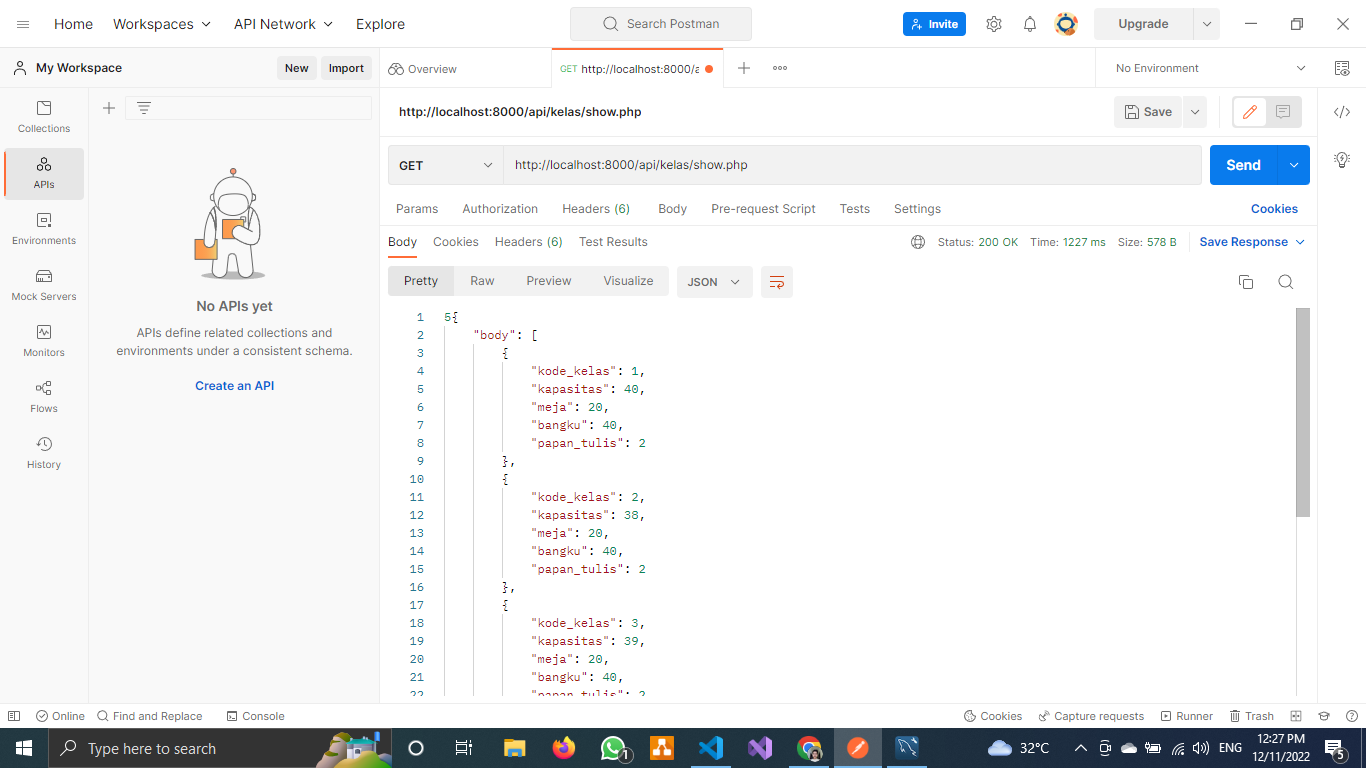 Home Workspaces API Network Explore Search Postman Invite Upgrade
My Workspace New Import Overview GET http://localhost:8000/a No Environment
Collections
APIs
Environments
Mock Servers
Monitors
Flows
History
No APIs yet
APIs define related collections and
environments under a consistent schema.
Create an API
http://localhost:8000/api/kelas/show.php Save
GET http://localhost:8000/api/kelas/show.php Send
Params Authorization Headers (6) Body Pre-request Script Tests Settings Cookies
Body Cookies Headers (6) Test Results Status: 200 OK Time: 1227 ms Size: 578 B Save Response
Pretty Raw Preview Visualize JSON
1 5{
2 "body": [
3 {
4 "kode_kelas": 1,
5 "kapasitas": 40,
6 "meja": 20,
7 "bangku": 40,
8 "papan_tulis": 2
9 },
10 {
11 "kode_kelas": 2,
12 "kapasitas": 38,
13 "meja": 20,
14 "bangku": 40,
15 "papan_tulis": 2
16 },
17 {
18 "kode_kelas": 3,
19 "kapasitas": 39,
20 "meja": 20,
21 "bangku": 40,
22 "papan_tulis": 2
Online Find and Replace Console Cookies Capture requests Runner Trash
Type here to search 1 32°C ENG 12:27 PM
12/11/2022 5